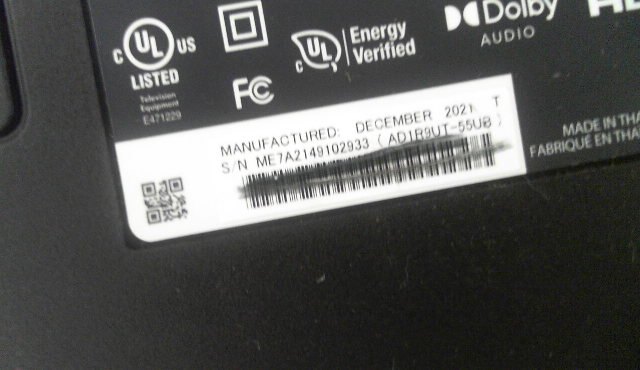 C UL US
LISTED
Television
Equipment
E471229
FC
C UL
Energy
Verified
Dolby
AUDIO
MANUFACTURED: DECEMBER 2021 T
S/N ME7A2149102933 (AD1R9UT-55UB)
MADE IN THA
FABRIQUÉ EN THA